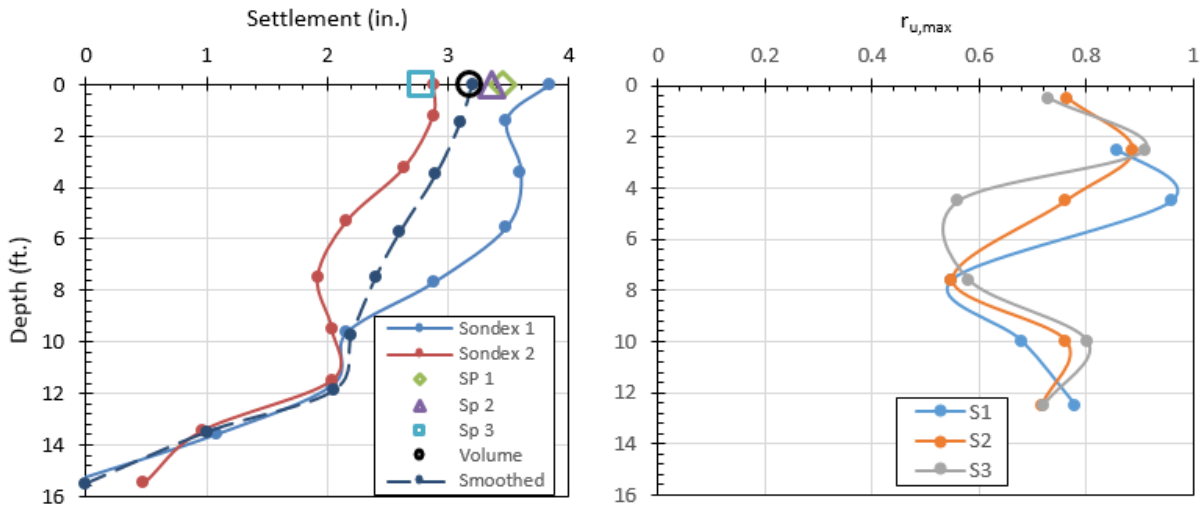 Settlement (in.)
0 1 2 3 4
0
2
4
6
8
10
12
14
16
Depth (ft.)
Sondex 1
Sondex 2
SP 1
Sp 2
Sp 3
Volume
Smoothed
ru,max
0 0.2 0.4 0.6 0.8 1
0
2
4
6
8
10
12
14
16
S1
S2
S3